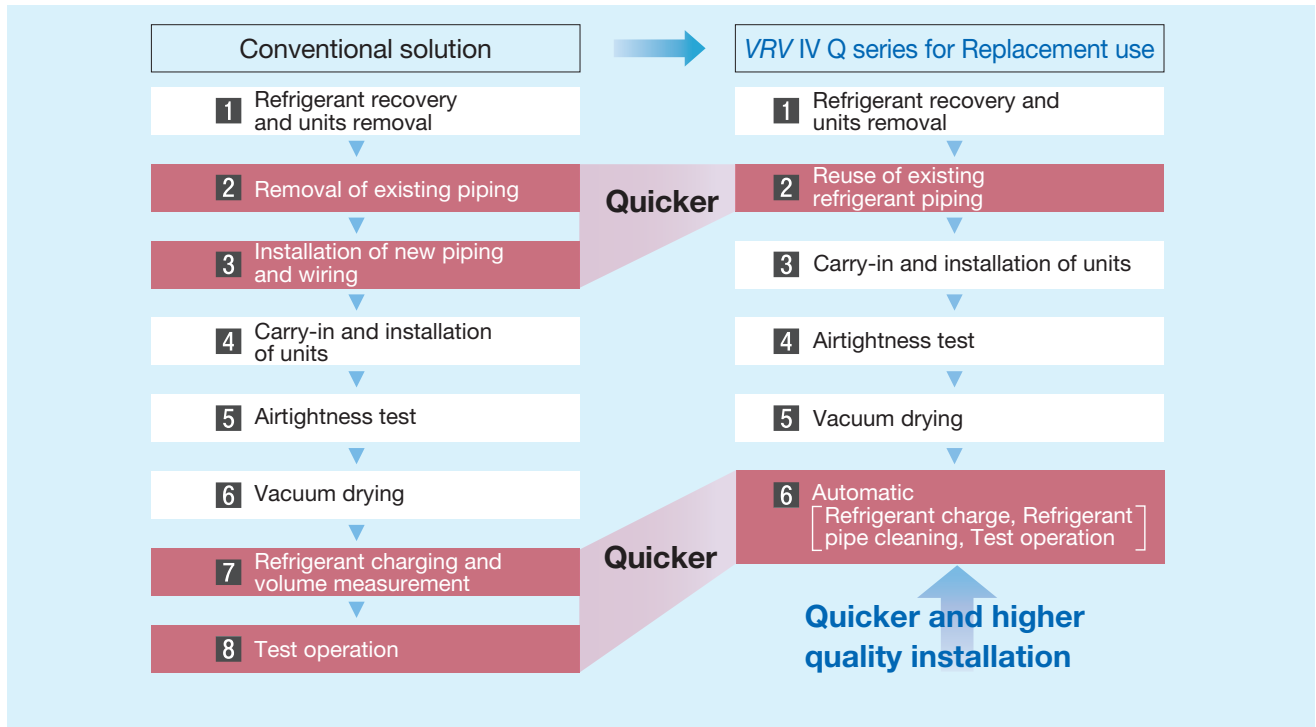 Conventional solution
VRV IV Q series for Replacement use
1 Refrigerant recovery
and units removal
2 Removal of existing piping
3 Installation of new piping
and wiring
4 Carry-in and installation
of units
5 Airtightness test
6 Vacuum drying
7 Refrigerant charging and
volume measurement
8 Test operation
Quicker
Quicker
1 Refrigerant recovery and
units removal
2 Reuse of existing
refrigerant piping
3 Carry-in and installation of units
4 Airtightness test
5 Vacuum drying
6 Automatic
[Refrigerant charge, Refrigerant
pipe cleaning, Test operation]
Quicker and higher
quality installation